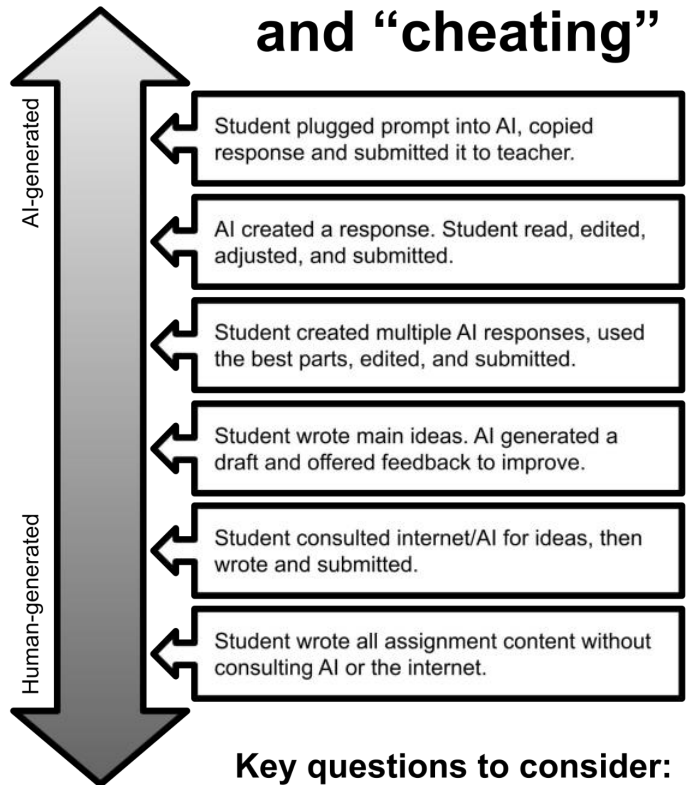 and “cheating”
AI-generated
Student plugged prompt into AI, copied
response and submitted it to teacher.
AI created a response. Student read, edited,
adjusted, and submitted.
Student created multiple AI responses, used
the best parts, edited, and submitted.
Student wrote main ideas. AI generated a
draft and offered feedback to improve.
Human-generated
Student consulted internet/AI for ideas, then
wrote and submitted.
Student wrote all assignment content without
consulting AI or the internet.
Key questions to consider: